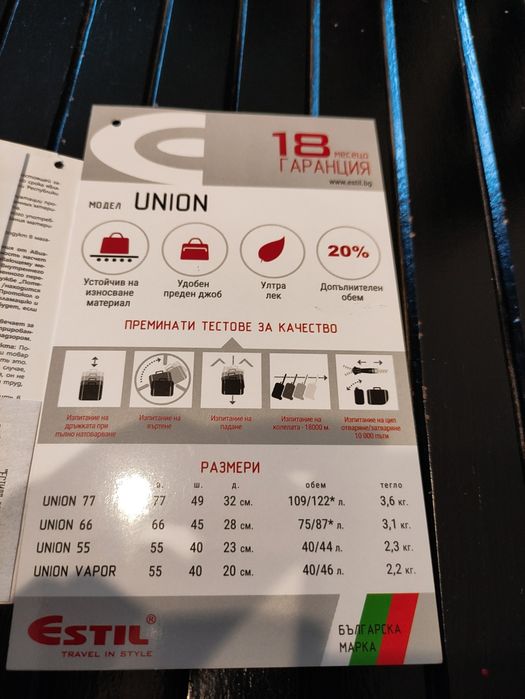 18 месеца
ГАРАНЦИЯ
www.estil.bg
МОДЕЛ UNION
20%
Устойчив на
износване
материал
Удобен
преден джоб
Ултра
лек
Допълнителен
обем
ПРЕМИНАТИ ТЕСТОВЕ ЗА КАЧЕСТВО
Изпитание на
дръжката при
пълно натоварване
Изпитание на
въртене
Изпитание на
падане
Изпитание на
колелата - 18000 м.
Изпитание на цип
отваряне/затваряне
10 000 пъти
РАЗМЕРИ
в. ш. д. обем тегло
UNION 77 77 49 32 см. 109/122* л. 3,6 кг.
UNION 66 66 45 28 см. 75/87* л. 3,1 кг.
UNION 55 55 40 23 см. 40/44 л. 2,3 кг.
UNION VAPOR 55 40 20 см. 40/46 л. 2,2 кг.
ESTIL®
TRAVEL IN STYLE
БЪЛГАРСКА
МАРКА